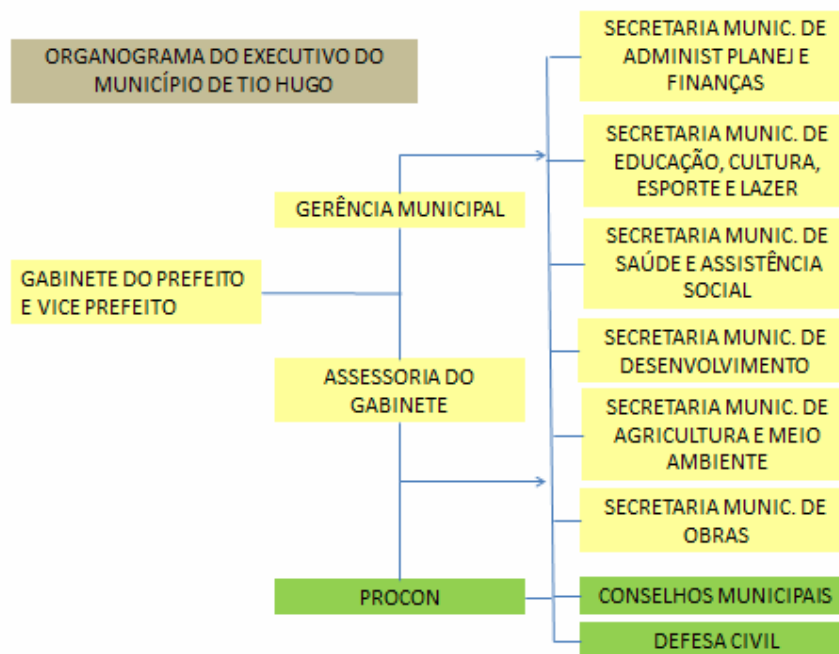 ORGANOGRAMA DO EXECUTIVO DO
MUNICÍPIO DE TIO HUGO
GABINETE DO PREFEITO
E VICE PREFEITO
GERÊNCIA MUNICIPAL
ASSESSORIA DO
GABINETE
PROCON
SECRETARIA MUNIC. DE
ADMINIST PLANEJ E
FINANÇAS
SECRETARIA MUNIC. DE
EDUCAÇÃO, CULTURA,
ESPORTE E LAZER
SECRETARIA MUNIC. DE
SAÚDE E ASSISTÊNCIA
SOCIAL
SECRETARIA MUNIC. DE
DESENVOLVIMENTO
SECRETARIA MUNIC. DE
AGRICULTURA E MEIO
AMBIENTE
SECRETARIA MUNIC. DE
OBRAS
CONSELHOS MUNICIPAIS
DEFESA CIVIL